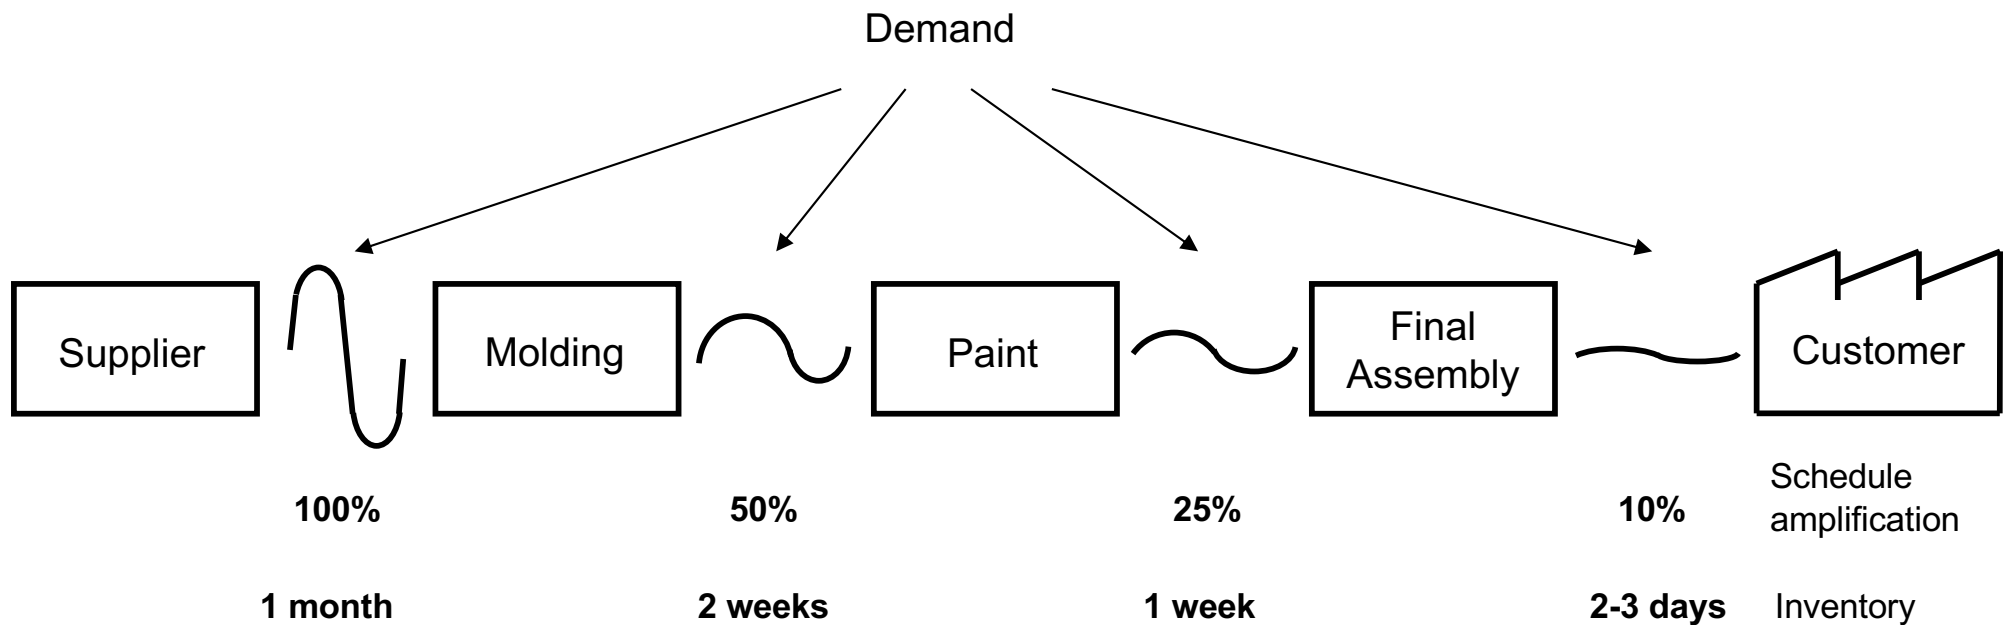 Demand
Supplier
Molding
Paint
Final
Assembly
Customer
100%
50%
25%
10%
Schedule
amplification
1 month
2 weeks
1 week
2-3 days
Inventory